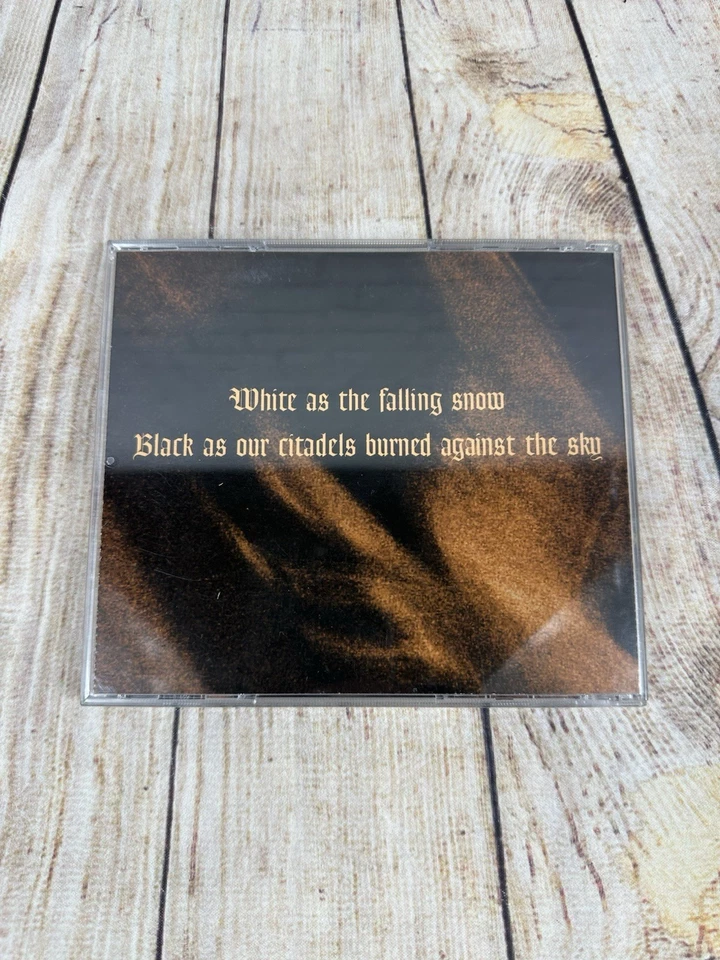 White as the falling snow
Black as our citadels burned against the sky